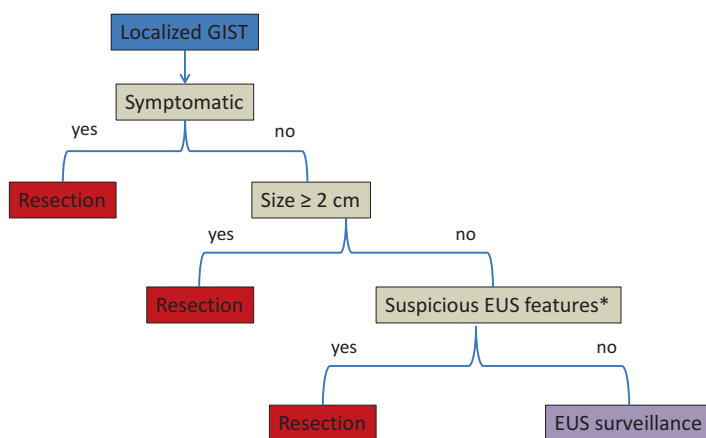 Localized GIST
Symptomatic
yes
no
Resection
Size ≥ 2 cm
yes
no
Resection
Suspicious EUS features*
yes
no
Resection
EUS surveillance